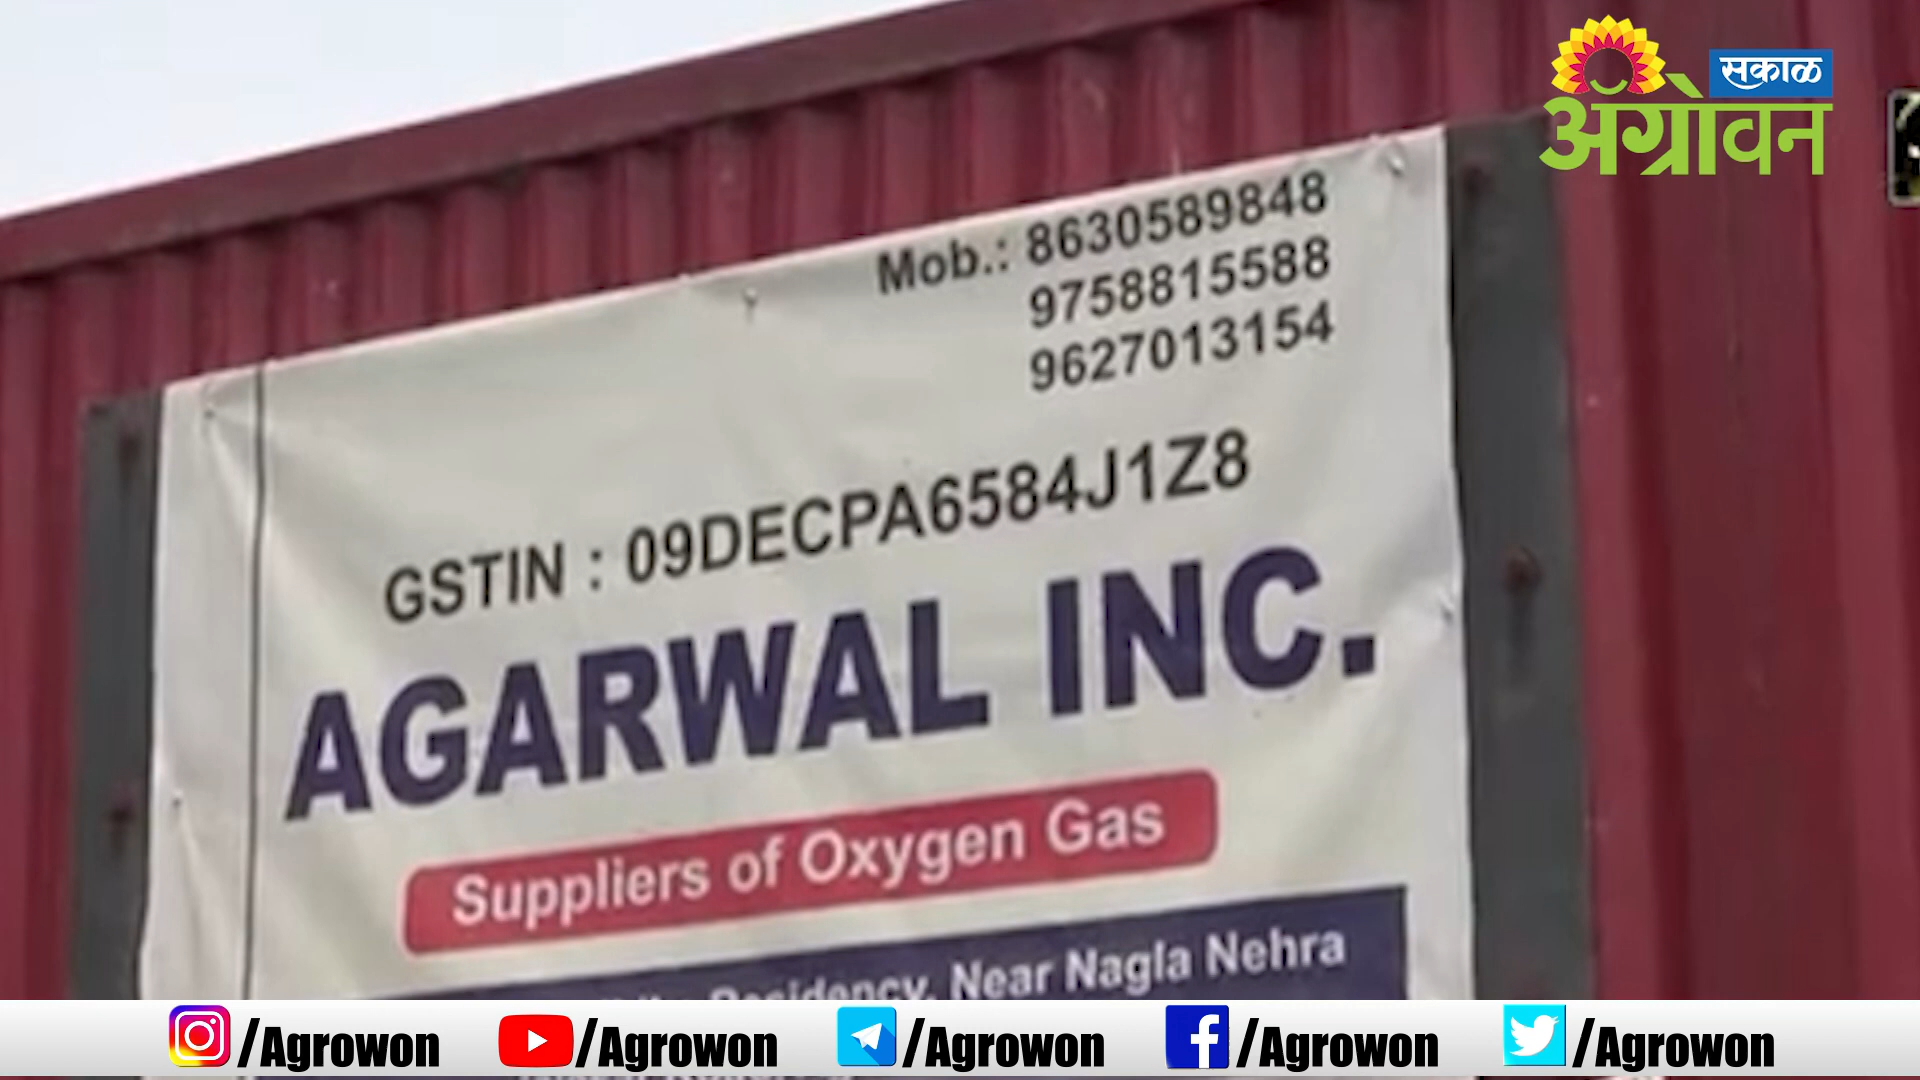 सकाळ
अ‍ॅग्रोवन
Mob.: 8630589848
9758815588
9627013154
GSTIN : 09DECPA6584J1Z8
AGARWAL INC.
Suppliers of Oxygen Gas
Residency, Near Nagla Nehra
/Agrowon /Agrowon /Agrowon /Agrowon /Agrowon